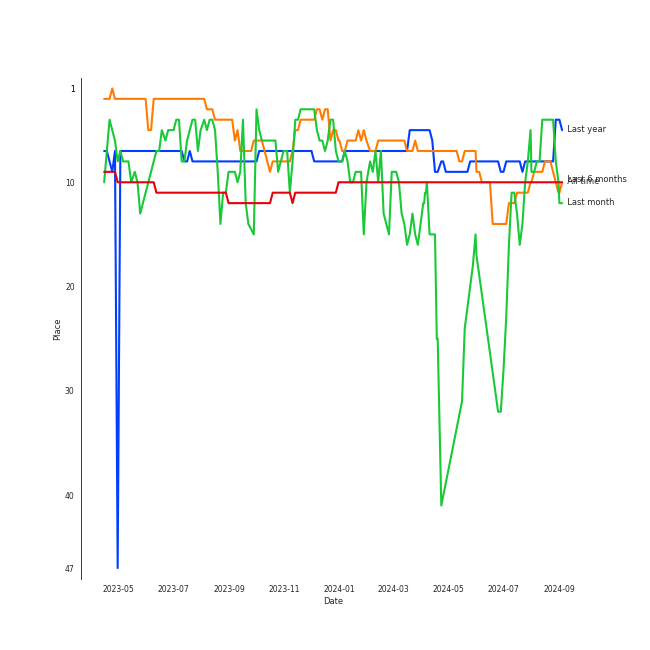 1
10
20
30
40
47
Place
2023-05
2023-07
2023-09
2023-11
2024-01
2024-03
2024-05
2024-07
2024-09
Date
Last year
Last 6 months
All time
Last month